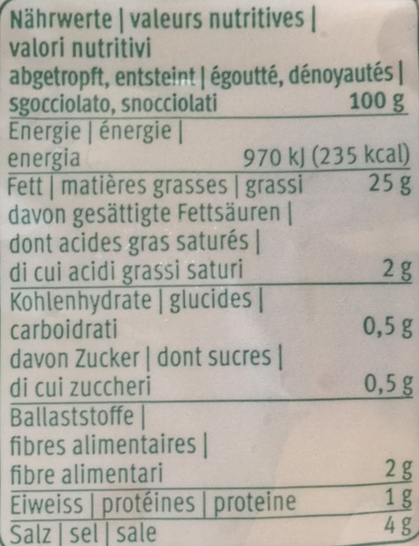 Nährwerte | valeurs nutritives |
valori nutritivi
abgetropft, entsteint | égoutté, dénoyautés |
sgocciolato, snocciolati 100 g
Energie | énergie |
energia 970 kJ (235 kcal)
Fett | matières grasses | grassi 25 g
davon gesättigte Fettsäuren |
dont acides gras saturés |
di cui acidi grassi saturi 2 g
Kohlenhydrate | glucides |
carboidrati 0,5 g
davon Zucker | dont sucres |
di cui zuccheri 0,5 g
Ballaststoffe |
fibres alimentaires |
fibre alimentari 2 g
Eiweiss | protéines | proteine 1 g
Salz | sel | sale 4 g